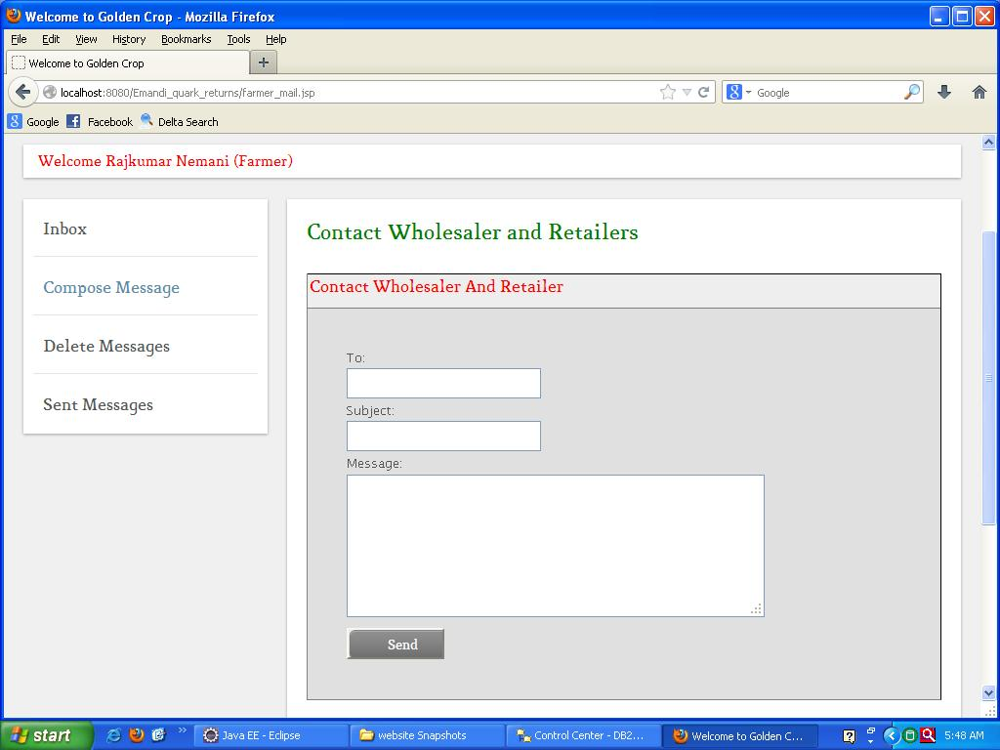 Welcome to Golden Crop - Mozilla Firefox
File Edit View History Bookmarks Tools Help
Welcome to Golden Crop
localhost:8080/Emandi_quark_returns/farmer_mail.jsp
Google
Google Facebook Delta Search
Welcome Rajkumar Nemani (Farmer)
Inbox
Compose Message
Delete Messages
Sent Messages
Contact Wholesaler and Retailers
Contact Wholesaler And Retailer
To:
Subject:
Message:
Send
start
Java EE - Eclipse
website Snapshots
Control Center - DB2...
Welcome to Golden C...
5:48 AM